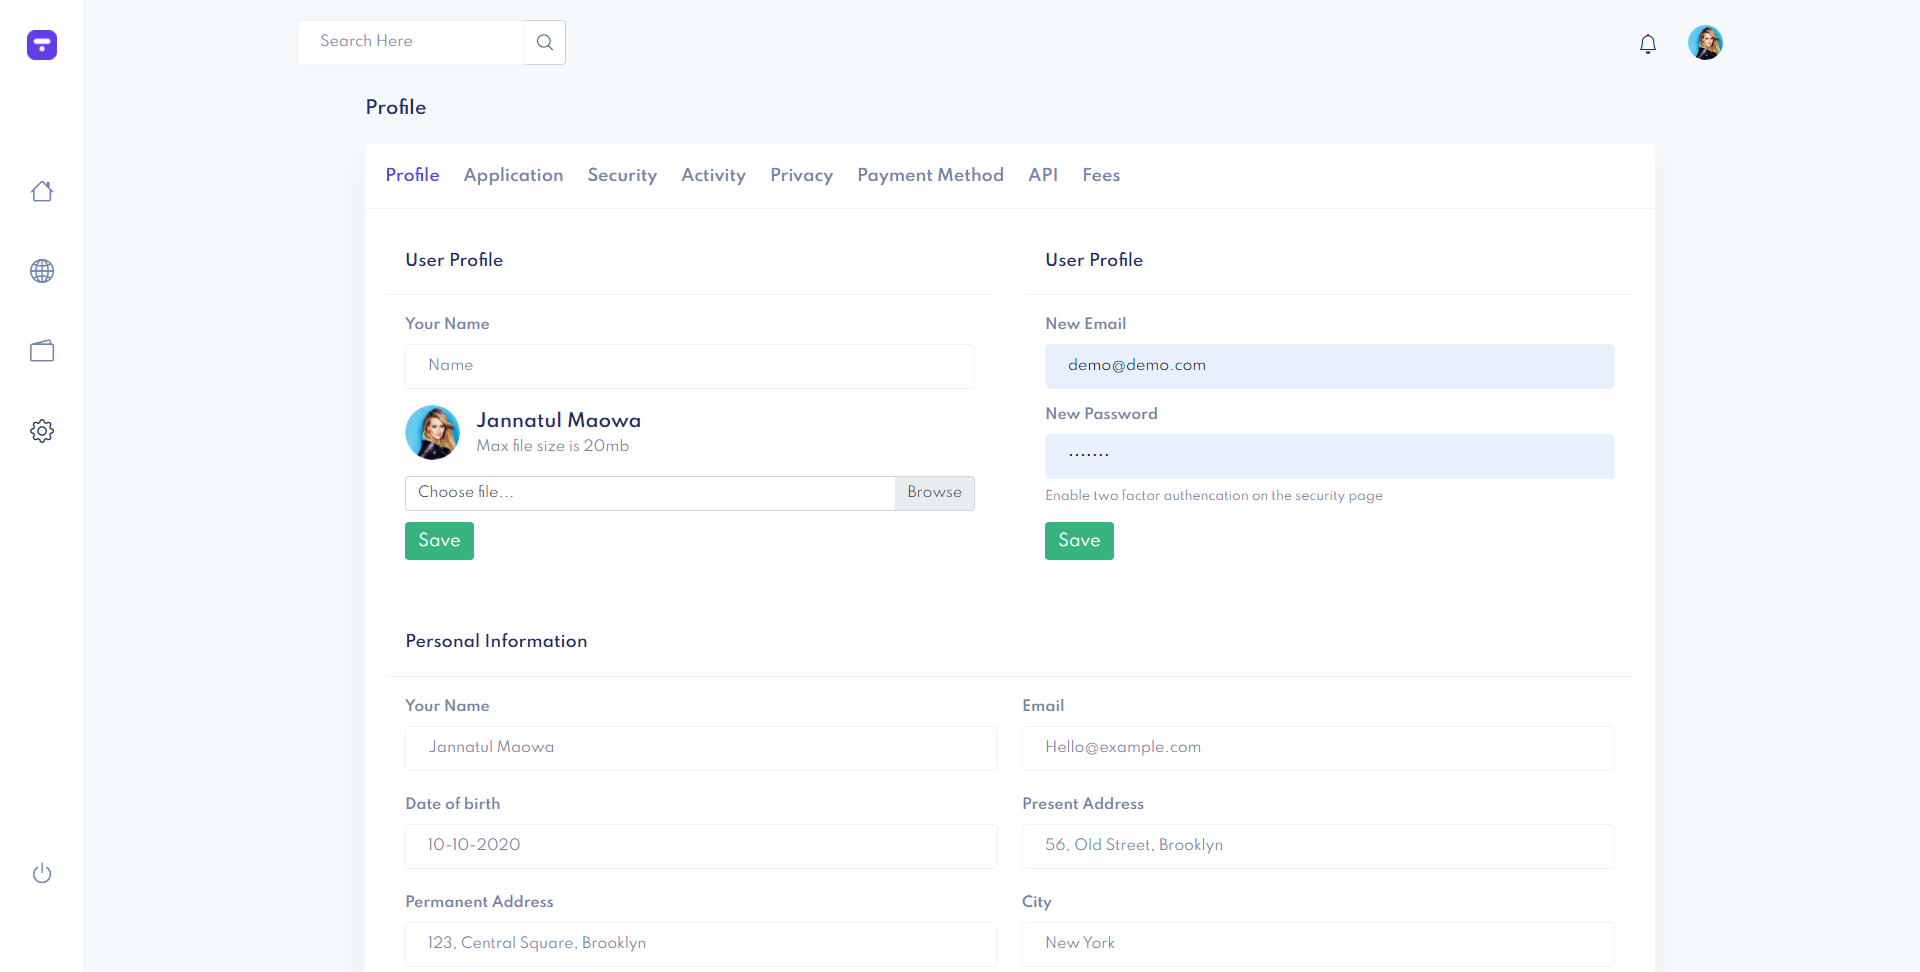 Search Here
Profile
Profile Application Security Activity Privacy Payment Method API Fees
User Profile
Your Name
Name
Jannatul Maowa
Max file size is 20mb
Choose file... Browse
Save
User Profile
New Email
demo@demo.com
New Password
·······
Enable two factor authencation on the security page
Save
Personal Information
Your Name
Jannatul Maowa
Email
Hello@example.com
Date of birth
10-10-2020
Present Address
56, Old Street, Brooklyn
Permanent Address
123, Central Square, Brooklyn
City
New York